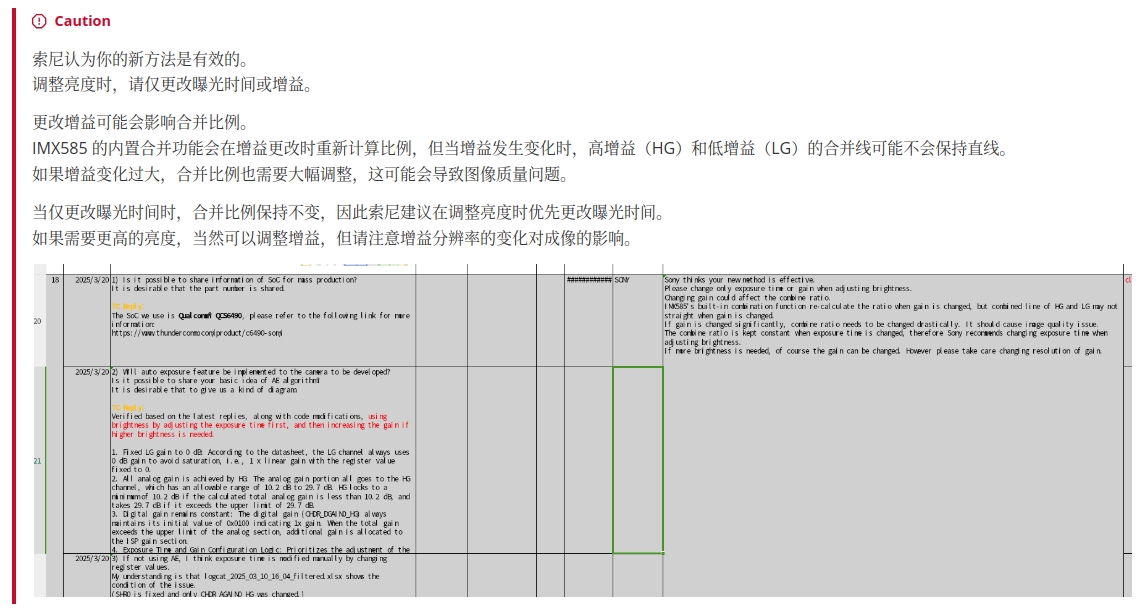 Caution
索尼认为你的新方法是有效的。
调整亮度时，请仅更改曝光时间或增益。
更改增益可能会影响合并比例。
IMX585 的内置合并功能会在增益更改时重新计算比例，但当增益发生变化时，高增益（HG）和低增益（LG）的合并线可能不会保持直线。
如果增益变化过大，合并比例也需要大幅调整，这可能会导致图像质量问题。
当仅更改曝光时间时，合并比例保持不变，因此索尼建议在调整亮度时优先更改曝光时间。
如果需要更高的亮度，当然可以调整增益，但请注意增益分辨率的变化对成像的影响。
20
18
2025/3/20
1) Is it possible to share information of SoC for mass production?
It is desirable that the part number is shared.
TC Reply:
The SoC we use is Qualcomm® QCS6490, please refer to the following link for more
information:
https://www.thundercomm.com/product/c6490-som/
############
SONY
Sony thinks your new method is effective.
Please change only exposure time or gain when adjusting brightness.
Changing gain could affect the combine ratio.
IMX585's built-in combination function re-calculate the ratio when gain is changed, but combined line of HG and LG may not
straight when gain is changed.
If gain is changed significantly, combine ratio needs to be changed drastically. It should cause image quality issue.
The combine ratio is kept constant when exposure time is changed, therefore Sony recommends changing exposure time when
adjusting brightness.
If more brightness is needed, of course the gain can be changed. However please take care changing resolution of gain.
21
2025/3/20
2) Will auto exposure feature be implemented to the camera to be developed?
Is it possible to share your basic idea of AE algorithm?
It is desirable that to give us a kind of diagram.
TC Reply:
Verified based on the latest replies, along with code modifications, using
brightness by adjusting the exposure time first, and then increasing the gain if
higher brightness is needed.
1. Fixed LG gain to 0 dB: According to the datasheet, the LG channel always uses
0 dB gain to avoid saturation, i.e., 1 x linear gain with the register value
fixed to 0.
2. All analog gain is achieved by HG: The analog gain portion all goes to the HG
channel, which has an allowable range of 10.2 dB to 29.7 dB. HG locks to a
minimum of 10.2 dB if the calculated total analog gain is less than 10.2 dB, and
takes 29.7 dB if it exceeds the upper limit of 29.7 dB.
3. Digital gain remains constant: The digital gain (CHDR_DGAIN0_HG) always
maintains its initial value of 0x0100 indicating 1x gain. When the total gain
exceeds the upper limit of the analog section, additional gain is allocated to
the ISP gain section.
4. Exposure Time and Gain Configuration Logic: Prioritizes the adjustment of the
2025/3/20
3) If not using AE, I think exposure time is modified manually by changing
register values.
My understanding is that logcat_2025_03_10_16_04_filtered.xlsx shows the
condition of the issue.
(SHR0 is fixed and only CHDR_AGAIN0_HG was changed.)